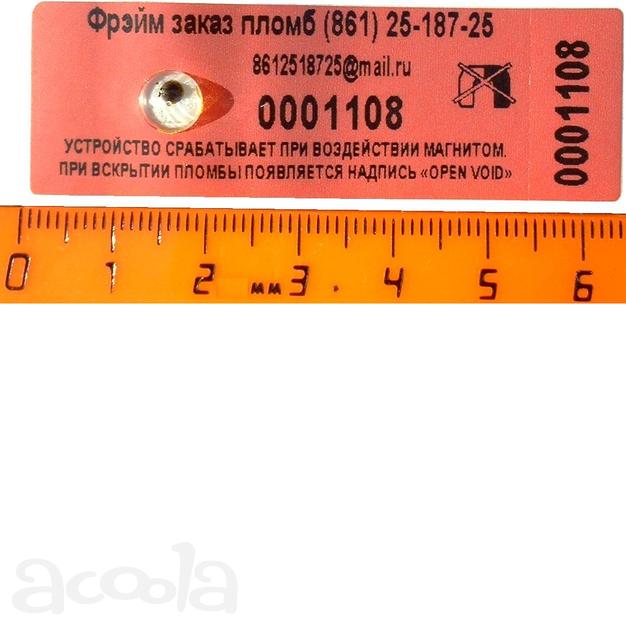 Фрэйм заказ пломб (861) 25-187-25
8612518725@mail.ru
0001108
УСТРОЙСТВО СРАБАТЫВАЕТ ПРИ ВОЗДЕЙСТВИИ МАГНИТОМ.
ПРИ ВСКРЫТИИ ПЛОМБЫ ПОЯВЛЯЕТСЯ НАДПИСЬ «OPEN VOID»
0001108
0 1 2 мм 3 4 5 6
acoola